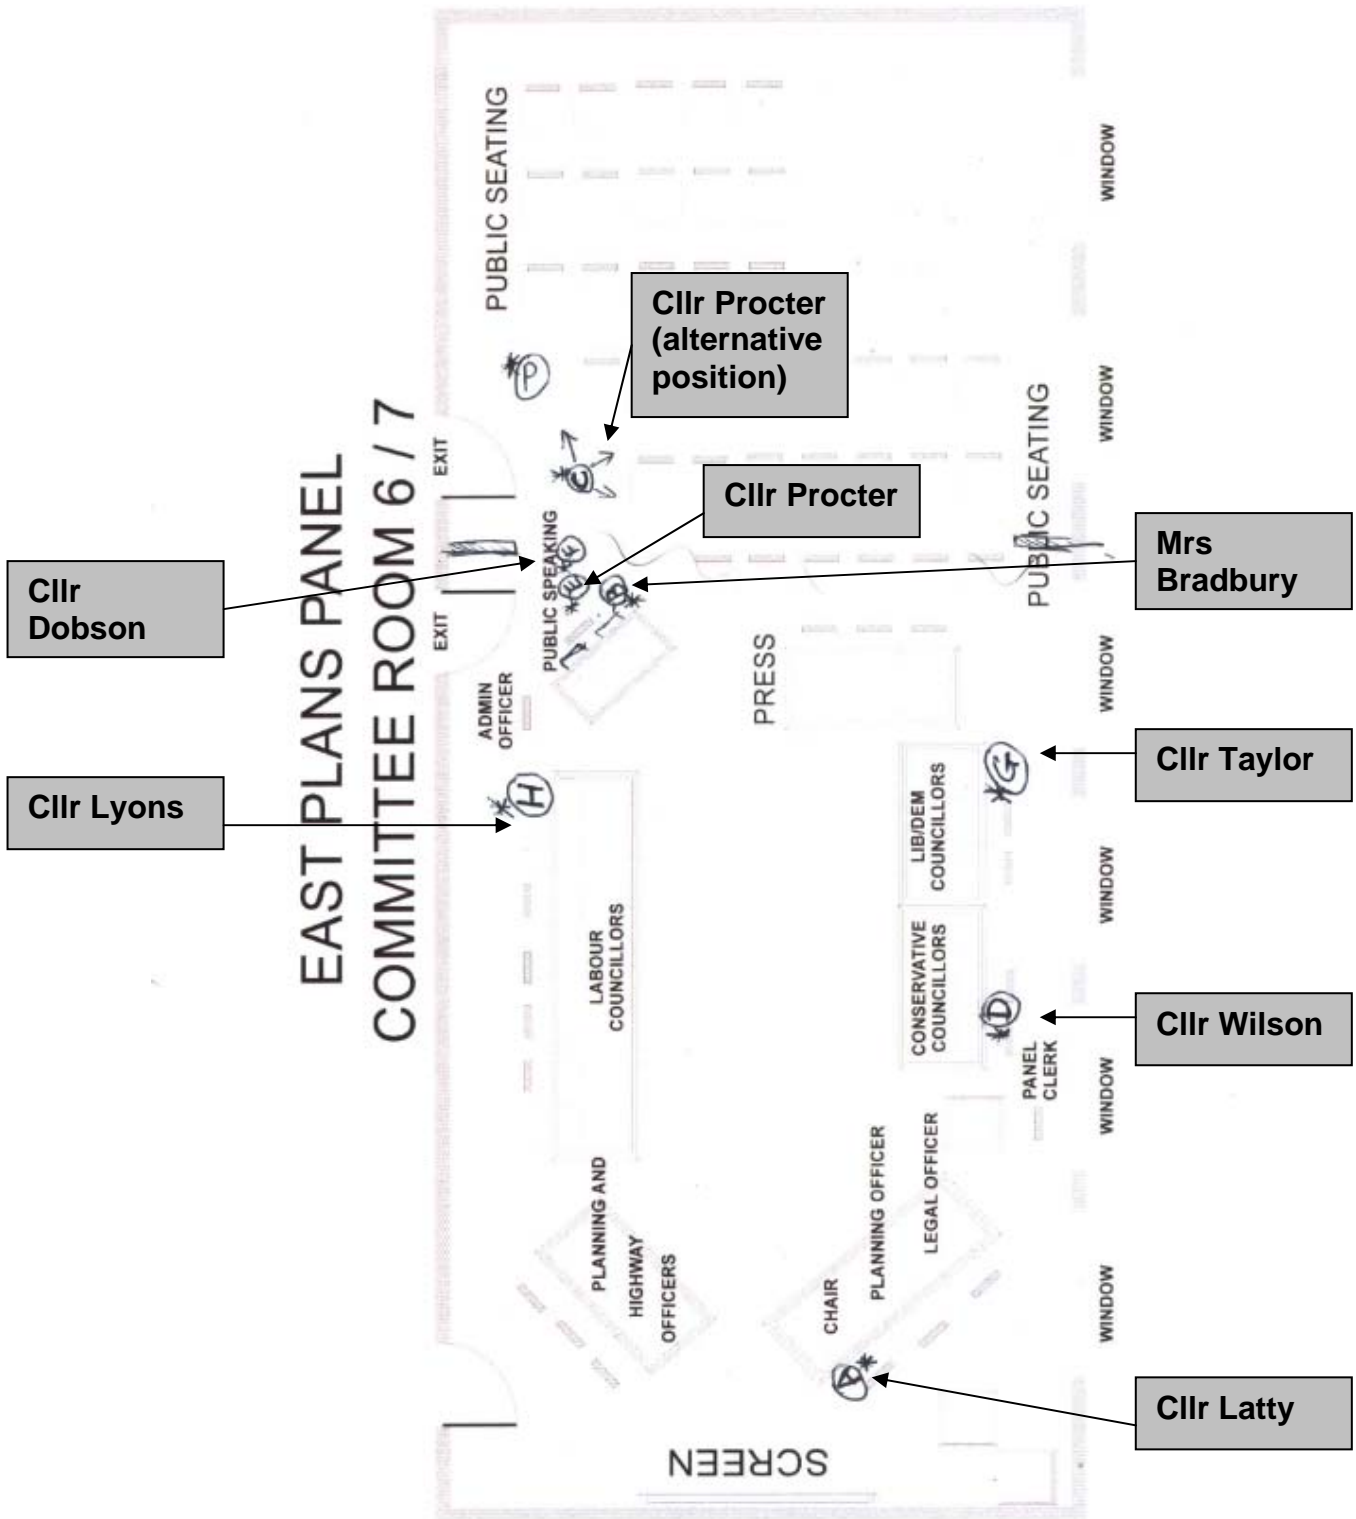 EAST PLANS PANEL
COMMITTEE ROOM 6 / 7
PUBLIC SEATING
WINDOW
Cllr Procter
(alternative
position)
P
EXIT
C
WINDOW
PUBLIC SEATING
Cllr Procter
PUBLIC SPEAKING
F
E
B
Mrs
Bradbury
Cllr
Dobson
EXIT
ADMIN
OFFICER
PRESS
WINDOW
Cllr Taylor
G
Cllr Lyons
H
LIB/DEM
COUNCILLORS
WINDOW
LABOUR
COUNCILLORS
CONSERVATIVE
COUNCILLORS
D
Cllr Wilson
PANEL
CLERK
WINDOW
PLANNING AND
HIGHWAY
OFFICERS
CHAIR
PLANNING OFFICER
LEGAL OFFICER
WINDOW
A
Cllr Latty
SCREEN